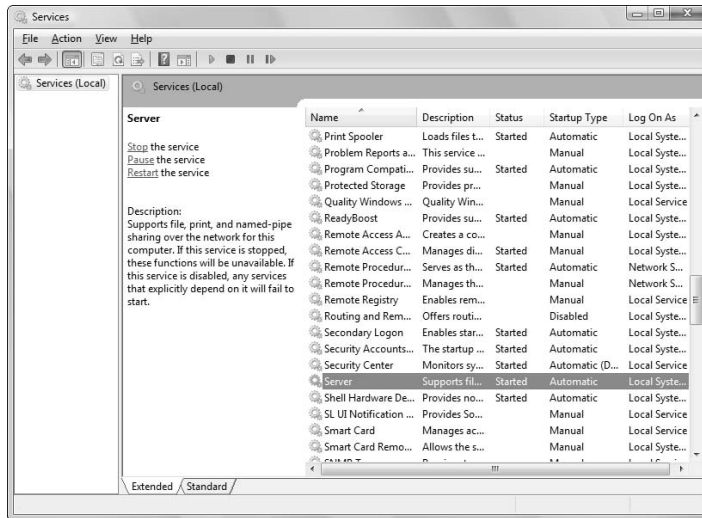 Services
File Action View Help
Services (Local)
Services (Local)
Server
Stop the service
Pause the service
Restart the service
Description:
Supports file, print, and named-pipe
sharing over the network for this
computer. If this service is stopped,
these functions will be unavailable. If
this service is disabled, any services
that explicitly depend on it will fail to
start.
Name Description Status Startup Type Log On As
Print Spooler Loads files t... Started Automatic Local Syste...
Problem Reports a... This service ... Manual Local Syste...
Program Compati... Provides su... Started Automatic Local Syste...
Protected Storage Provides pr... Manual Local Syste...
Quality Windows ... Quality Win... Manual Local Service
ReadyBoost Provides su... Started Automatic Local Syste...
Remote Access A... Creates a co... Manual Local Syste...
Remote Access C... Manages di... Started Manual Local Syste...
Remote Procedur... Serves as th... Started Automatic Network S...
Remote Procedur... Manages th... Manual Network S...
Remote Registry Enables rem... Manual Local Service
Routing and Rem... Offers routi... Disabled Local Syste...
Secondary Logon Enables star... Started Automatic Local Syste...
Security Accounts... The startup ... Started Automatic Local Syste...
Security Center Monitors sy... Started Automatic (D... Local Service
Server Supports fil... Started Automatic Local Syste...
Shell Hardware De... Provides no... Started Automatic Local Syste...
SL UI Notification ... Provides So... Manual Local Service
Smart Card Manages ac... Manual Local Service
Smart Card Remo... Allows the s... Manual Local Syste...
Extended Standard